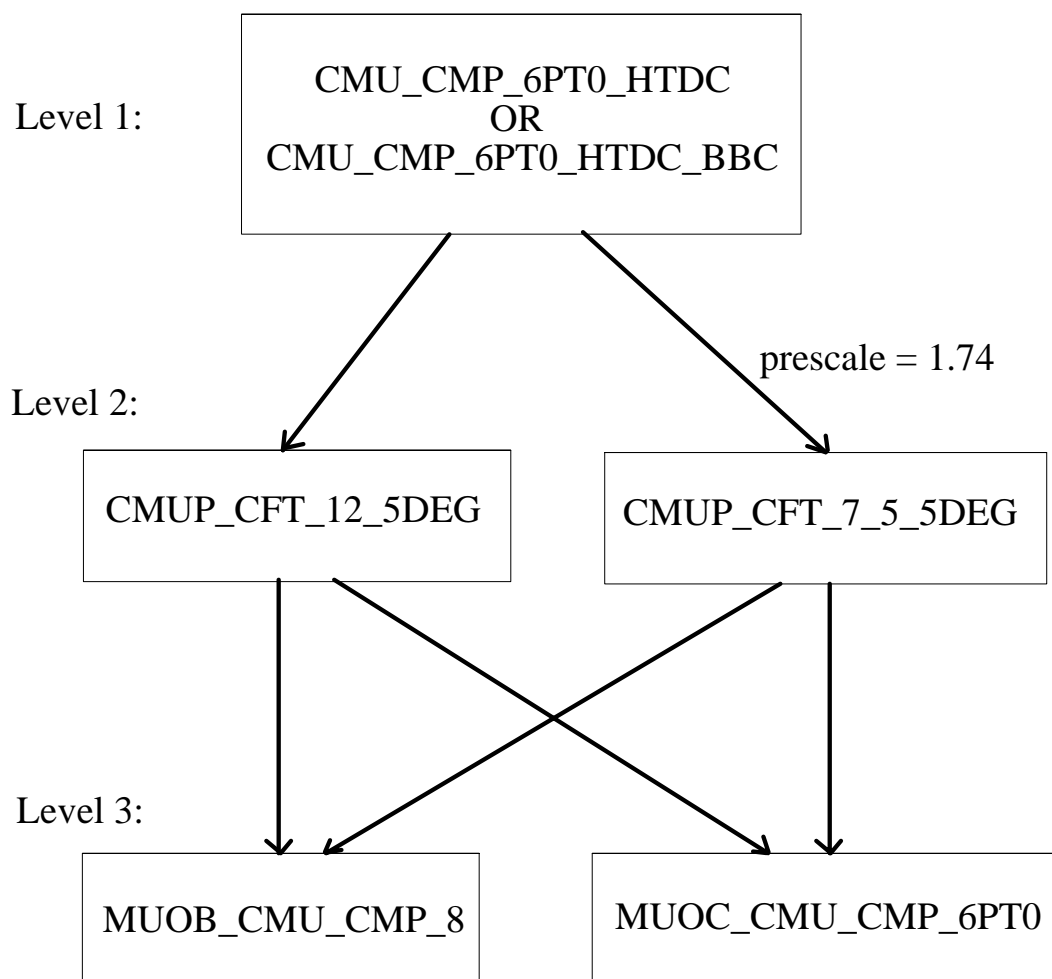 CMU_CMP_6PT0_HTDC
OR
CMU_CMP_6PT0_HTDC_BBC
Level 1:
prescale = 1.74
Level 2:
CMUP_CFT_12_5DEG
CMUP_CFT_7_5_5DEG
Level 3:
MUOB_CMU_CMP_8
MUOC_CMU_CMP_6PT0